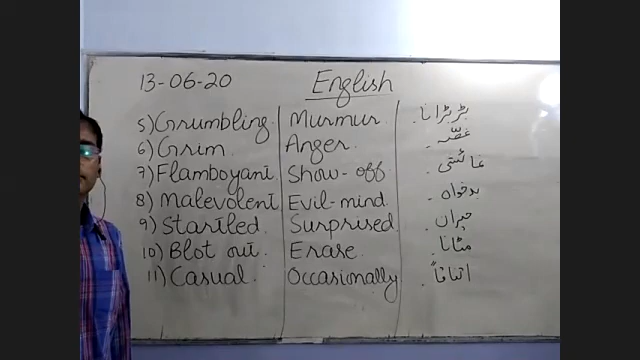 13-06-20 English
5) Grumbling. Murmur. بڑبڑانا۔
6) Grim. Anger. غصّہ۔
7) Flamboyant. Show-off نمائشی۔
8) Malevolent Evil-mind. بدخواہ۔
9) Startled. Surprised. حیران۔
10) Blot out. Erase. مٹانا۔
11) Casual. Occasionally اتفاقاً۔